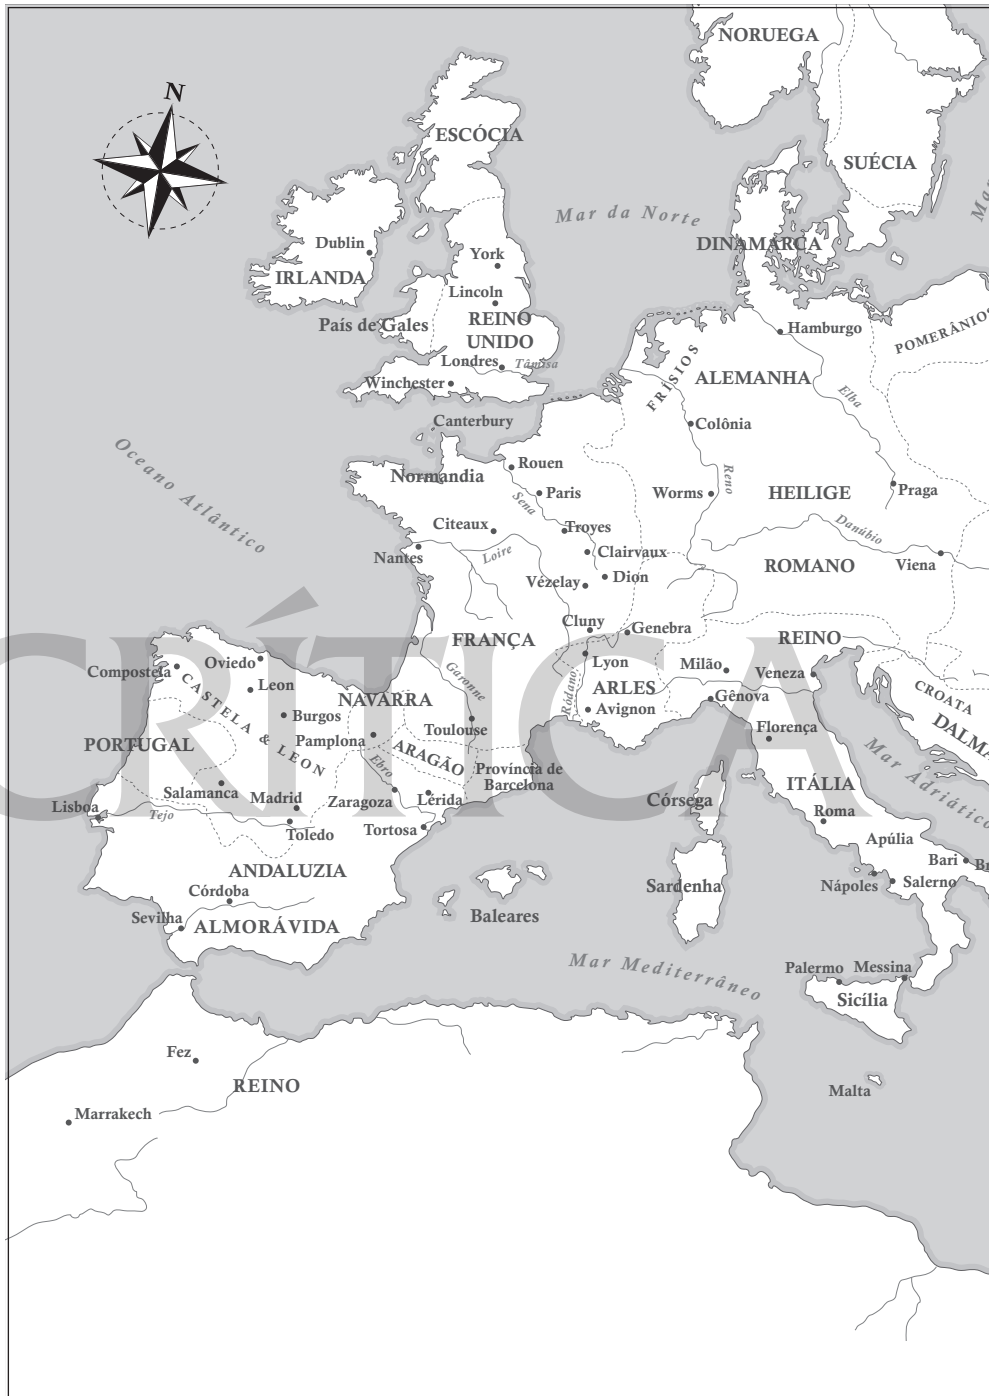 N
NORUEGA
ESCÓCIA
SUÉCIA
Mar da Norte
Dublin
DINAMARCA
York
IRLANDA
Lincoln
País de Gales
REINO
UNIDO
Hamburgo
POMERÂNIOS
Londres
Tâmisa
FRÍSIOS
ALEMANHA
Winchester
Elba
Canterbury
Colônia
Oceano Atlântico
Rouen
Normandia
Reno
Paris
Worms
HEILIGE
Praga
Sena
Citeaux
Troyes
Danúbio
Nantes
Loire
Clairvaux
ROMANO
Viena
Vézelay
Dion
Cluny
Genebra
FRANÇA
REINO
CRÍTICA
Compostela
Oviedo
Lyon
Milão
Veneza
Leon
Garonne
Ródano
ARLES
CROATA
CASTELA & LEON
NAVARRA
Gênova
Burgos
Avignon
DALMA
PORTUGAL
Pamplona
Toulouse
Florença
ARAGÃO
Mar Adriático
Ebro
Província de
Barcelona
ITÁLIA
Salamanca
Madrid
Zaragoza
Lérida
Córsega
Lisboa
Tejo
Roma
Toledo
Tortosa
Apúlia
ANDALUZIA
Bari
Br
Córdoba
Sardenha
Nápoles
Salerno
Sevilha
ALMORÁVIDA
Baleares
Mar Mediterrâneo
Palermo
Messina
Sicília
Fez
REINO
Malta
Marrakech